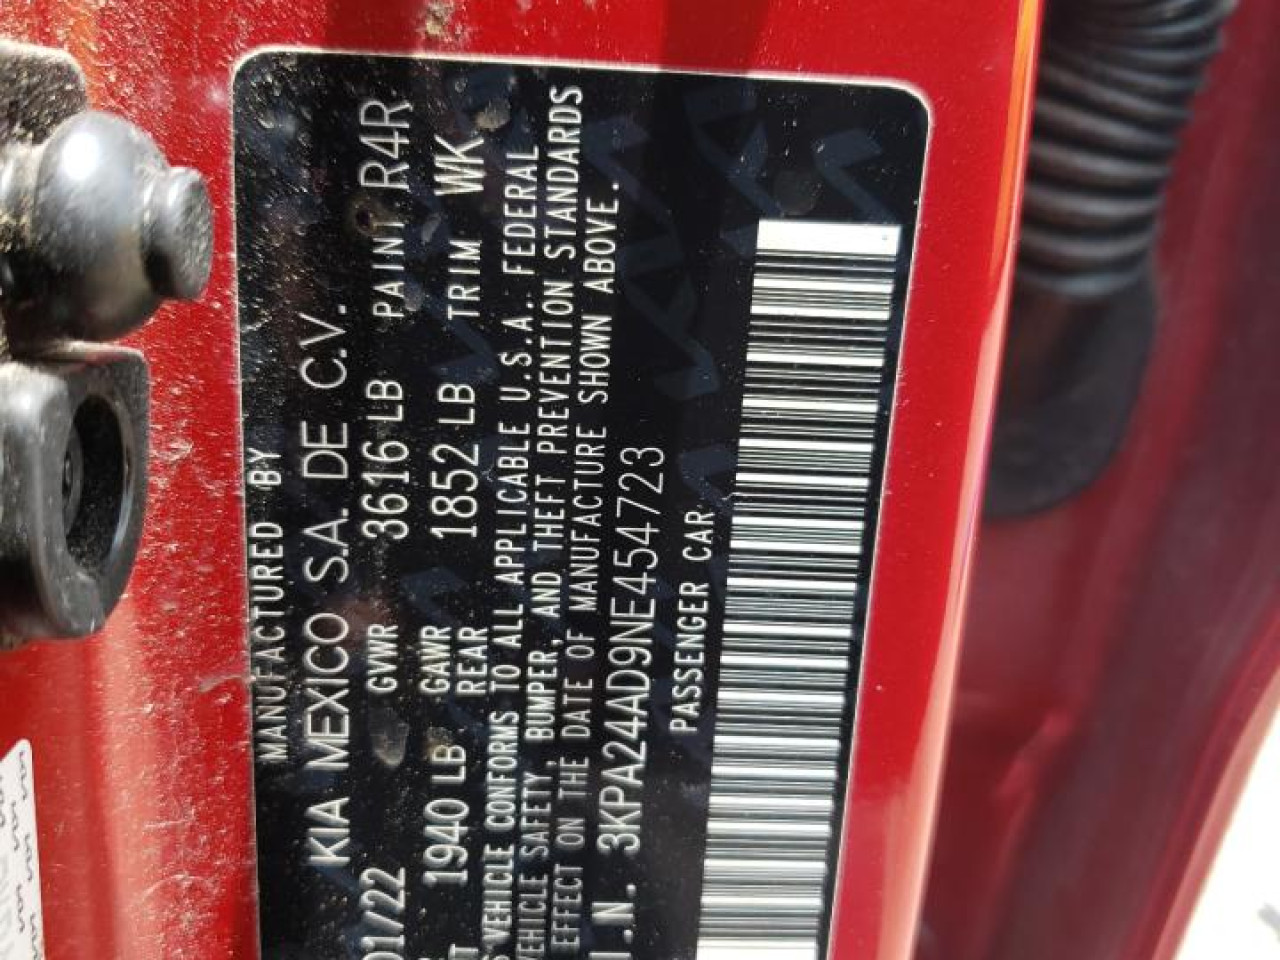 MANUFACTURED BY
KIA MEXICO S.A. DE C.V.
01/22 GVWR 3616 LB PAINT R4R
1940 LB GAWR REAR 1852 LB TRIM WK
VEHICLE CONFORMS TO ALL APPLICABLE U.S.A. FEDERAL
VEHICLE SAFETY, BUMPER, AND THEFT PREVENTION STANDARDS
EFFECT ON THE DATE OF MANUFACTURE SHOWN ABOVE.
I.N. 3KPA24AD9NE454723
PASSENGER CAR